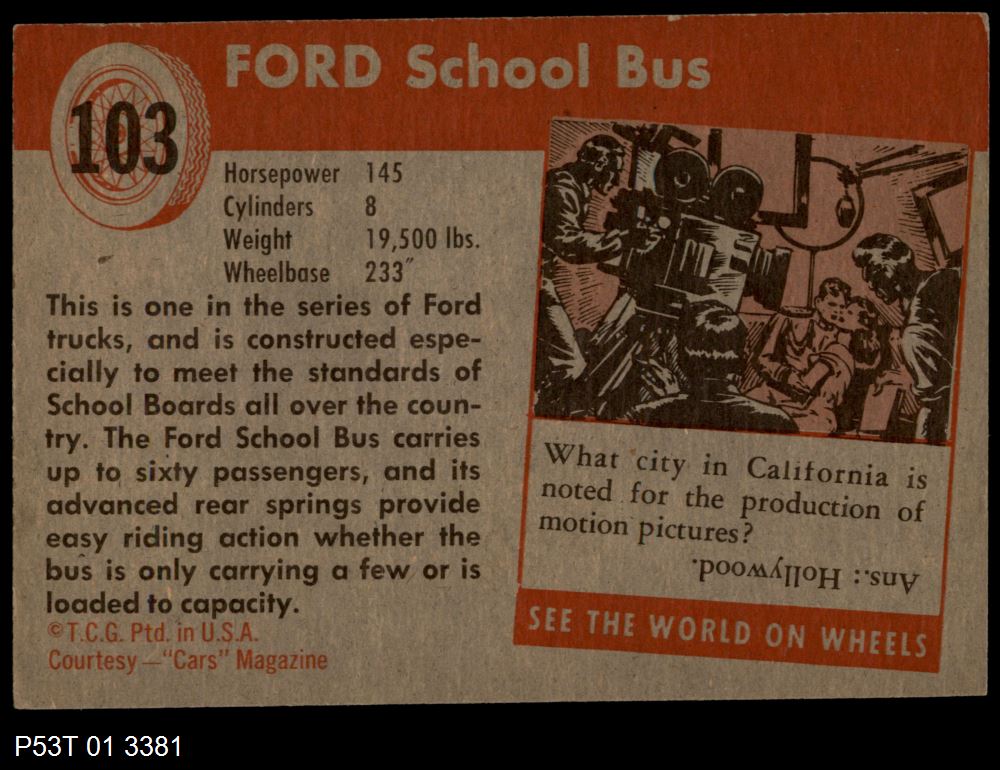 103
FORD School Bus
Horsepower 145
Cylinders 8
Weight 19,500 lbs.
Wheelbase 233"
This is one in the series of Ford
trucks, and is constructed espe-
cially to meet the standards of
School Boards all over the coun-
try. The Ford School Bus carries
up to sixty passengers, and its
advanced rear springs provide
easy riding action whether the
bus is only carrying a few or is
loaded to capacity.
©T.C.G. Ptd. in U.S.A.
Courtesy—"Cars" Magazine
What city in California is
noted for the production of
motion pictures?
Ans.: Hollywood.
SEE THE WORLD ON WHEELS
P53T 01 3381